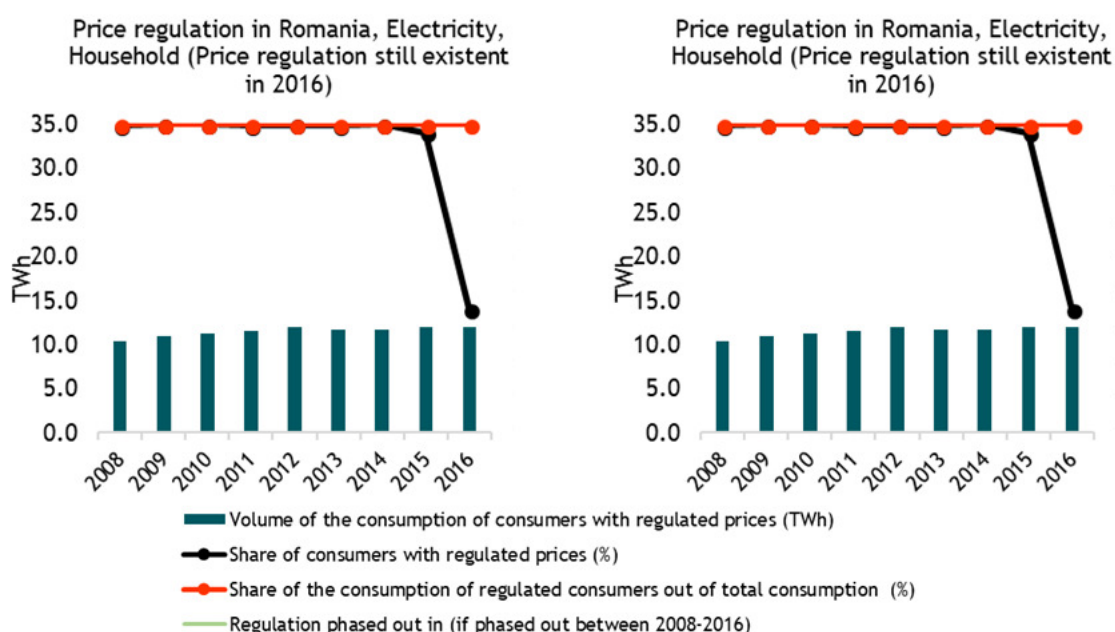 Price regulation in Romania, Electricity,
Household (Price regulation still existent
in 2016)
35.0
30.0
25.0
20.0
15.0
10.0
5.0
0.0
TWh
2008
2009
2010
2011
2012
2013
2014
2015
2016
Price regulation in Romania, Electricity,
Household (Price regulation still existent
in 2016)
35.0
30.0
25.0
20.0
15.0
10.0
5.0
0.0
TWh
2008
2009
2010
2011
2012
2013
2014
2015
2016
Volume of the consumption of consumers with regulated prices (TWh)
Share of consumers with regulated prices (%)
Share of the consumption of regulated consumers out of total consumption (%)
Regulation phased out in (if phased out between 2008-2016)